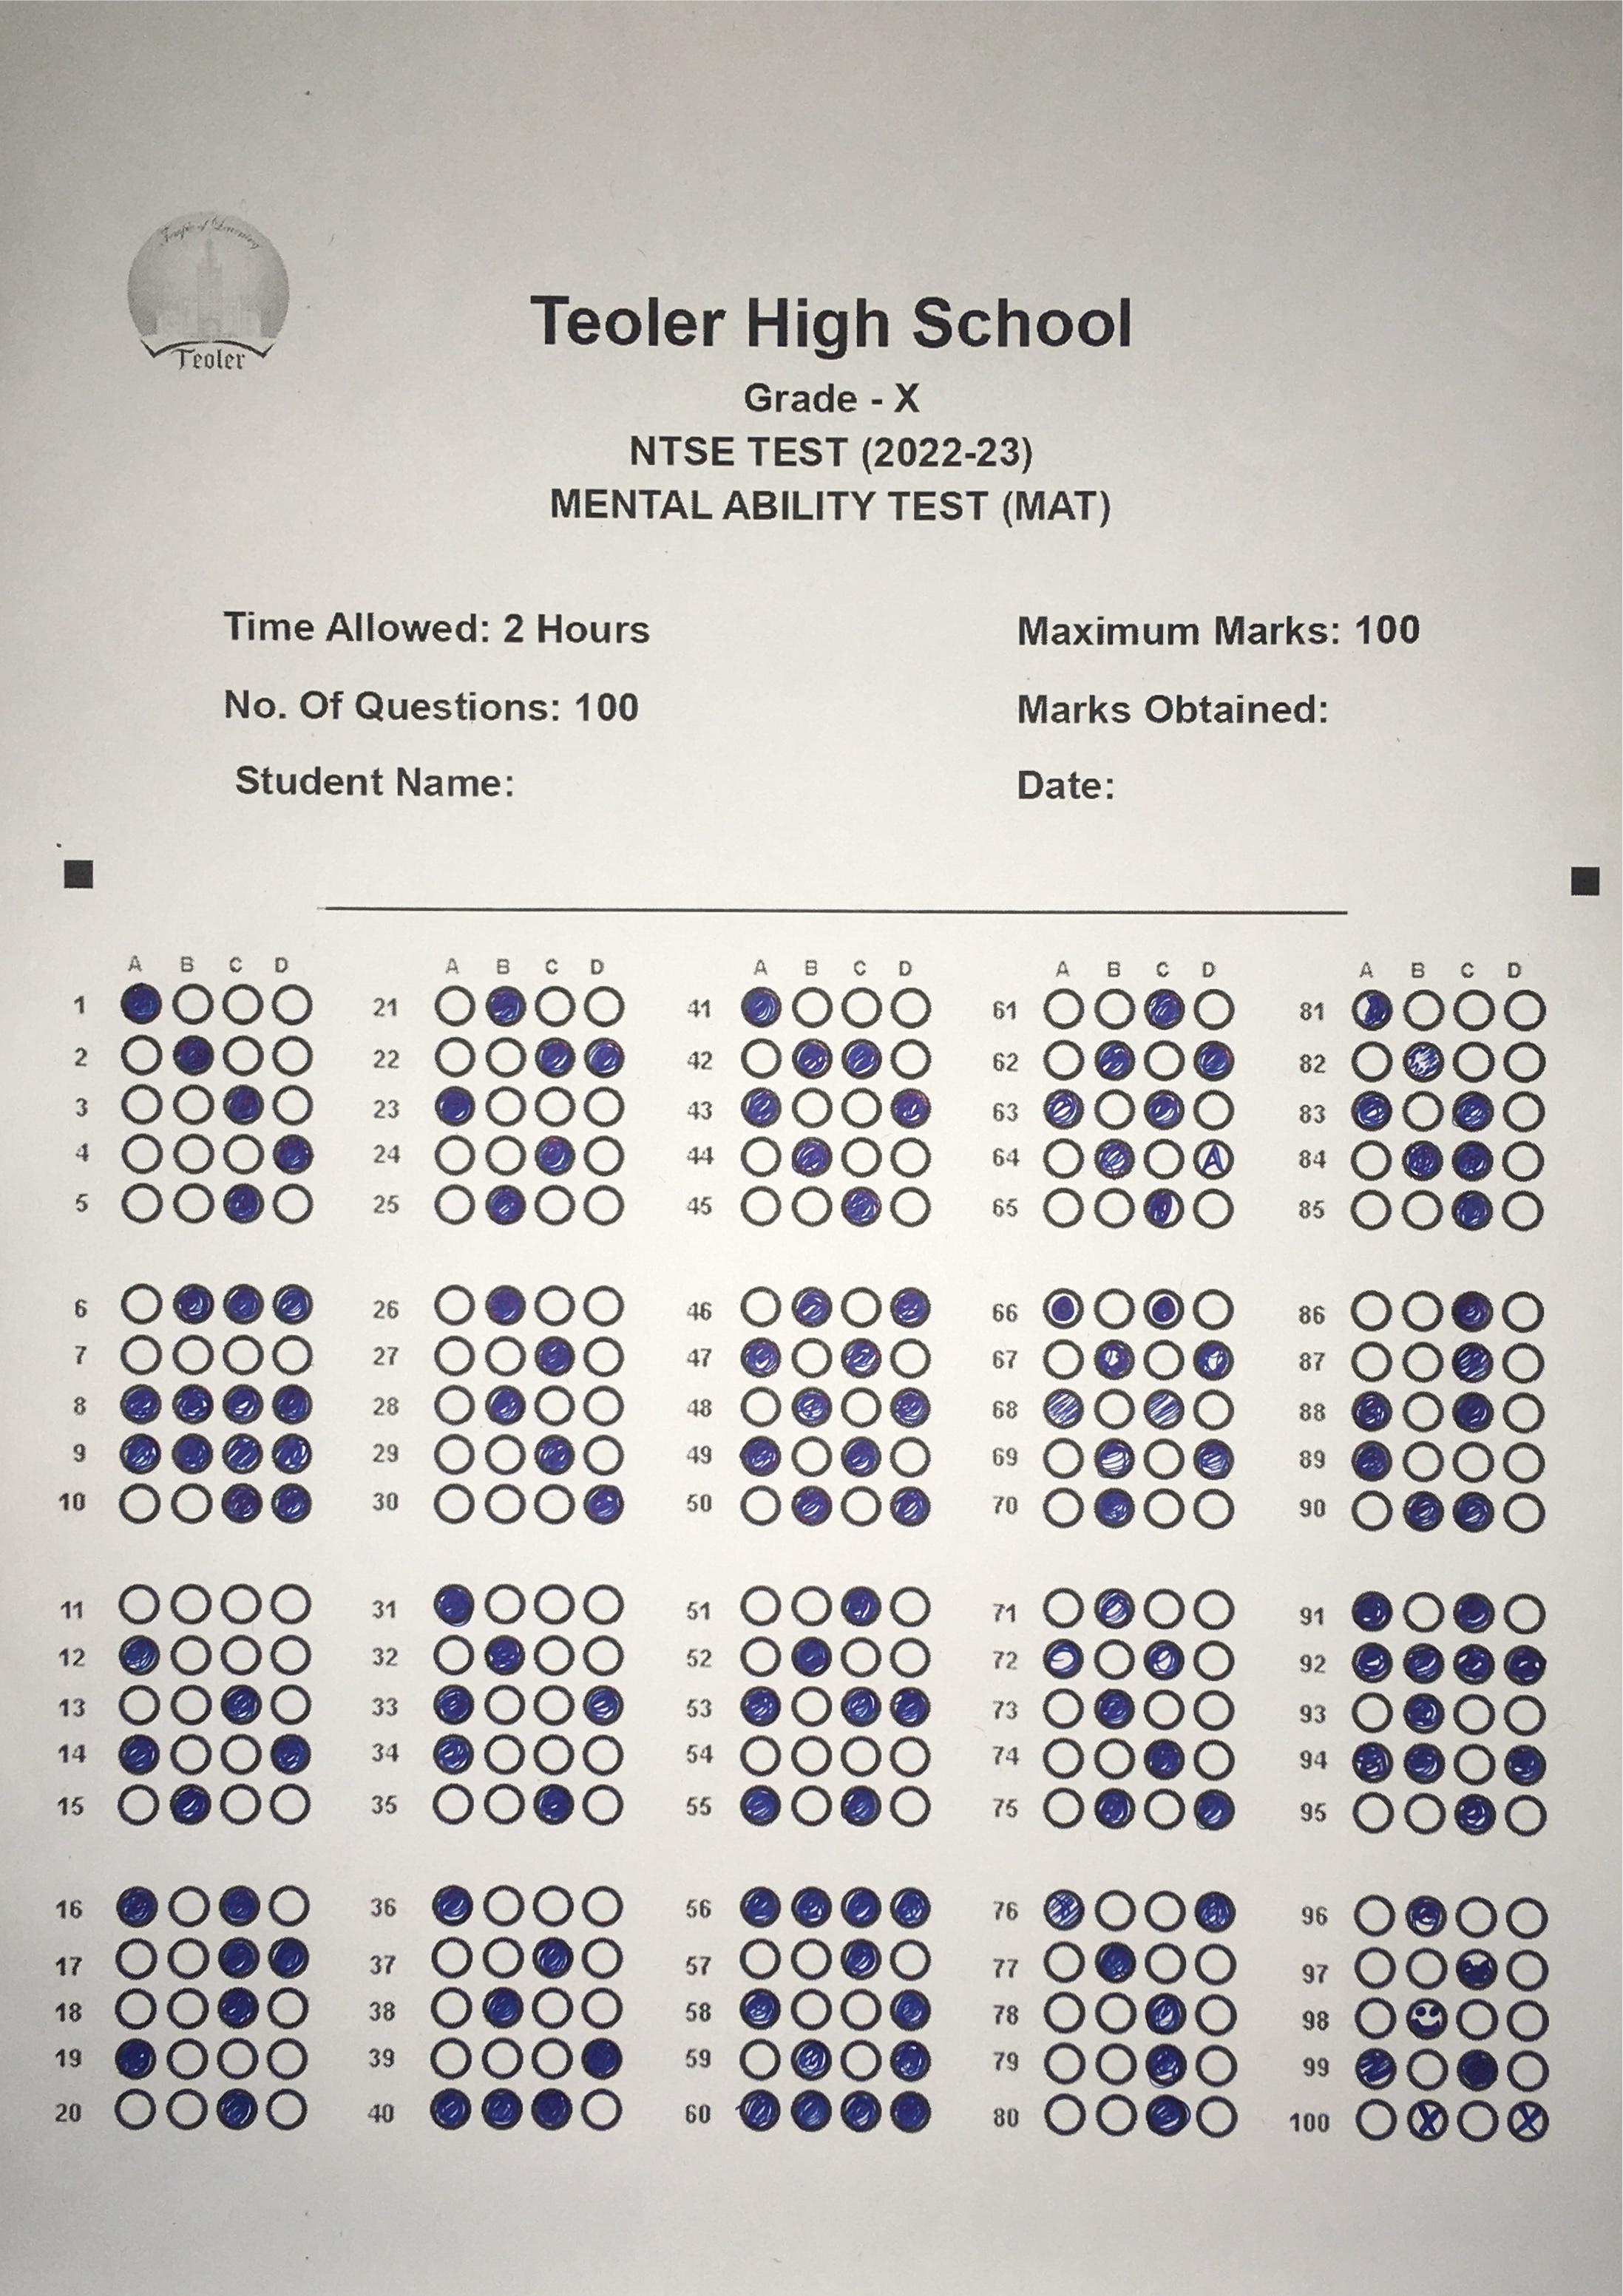 Temple of Learning
Teoler
Teoler High School
Grade - X
NTSE TEST (2022-23)
MENTAL ABILITY TEST (MAT)
Time Allowed: 2 Hours Maximum Marks: 100
No. Of Questions: 100 Marks Obtained:
Student Name: Date:
A B C D A B C D A B C D A B C D A B C D
1 21 41 61 81
2 22 42 62 82
3 23 43 63 83
4 24 44 64 A 84
5 25 45 65 85
6 26 46 66 86
7 27 47 67 87
8 28 48 68 88
9 29 49 69 89
10 30 50 70 90
11 31 51 71 91
12 32 52 72 92
13 33 53 73 93
14 34 54 74 94
15 35 55 75 95
16 36 56 76 96
17 37 57 77 97
18 38 58 78 98
19 39 59 79 99
20 40 60 80 100 X X